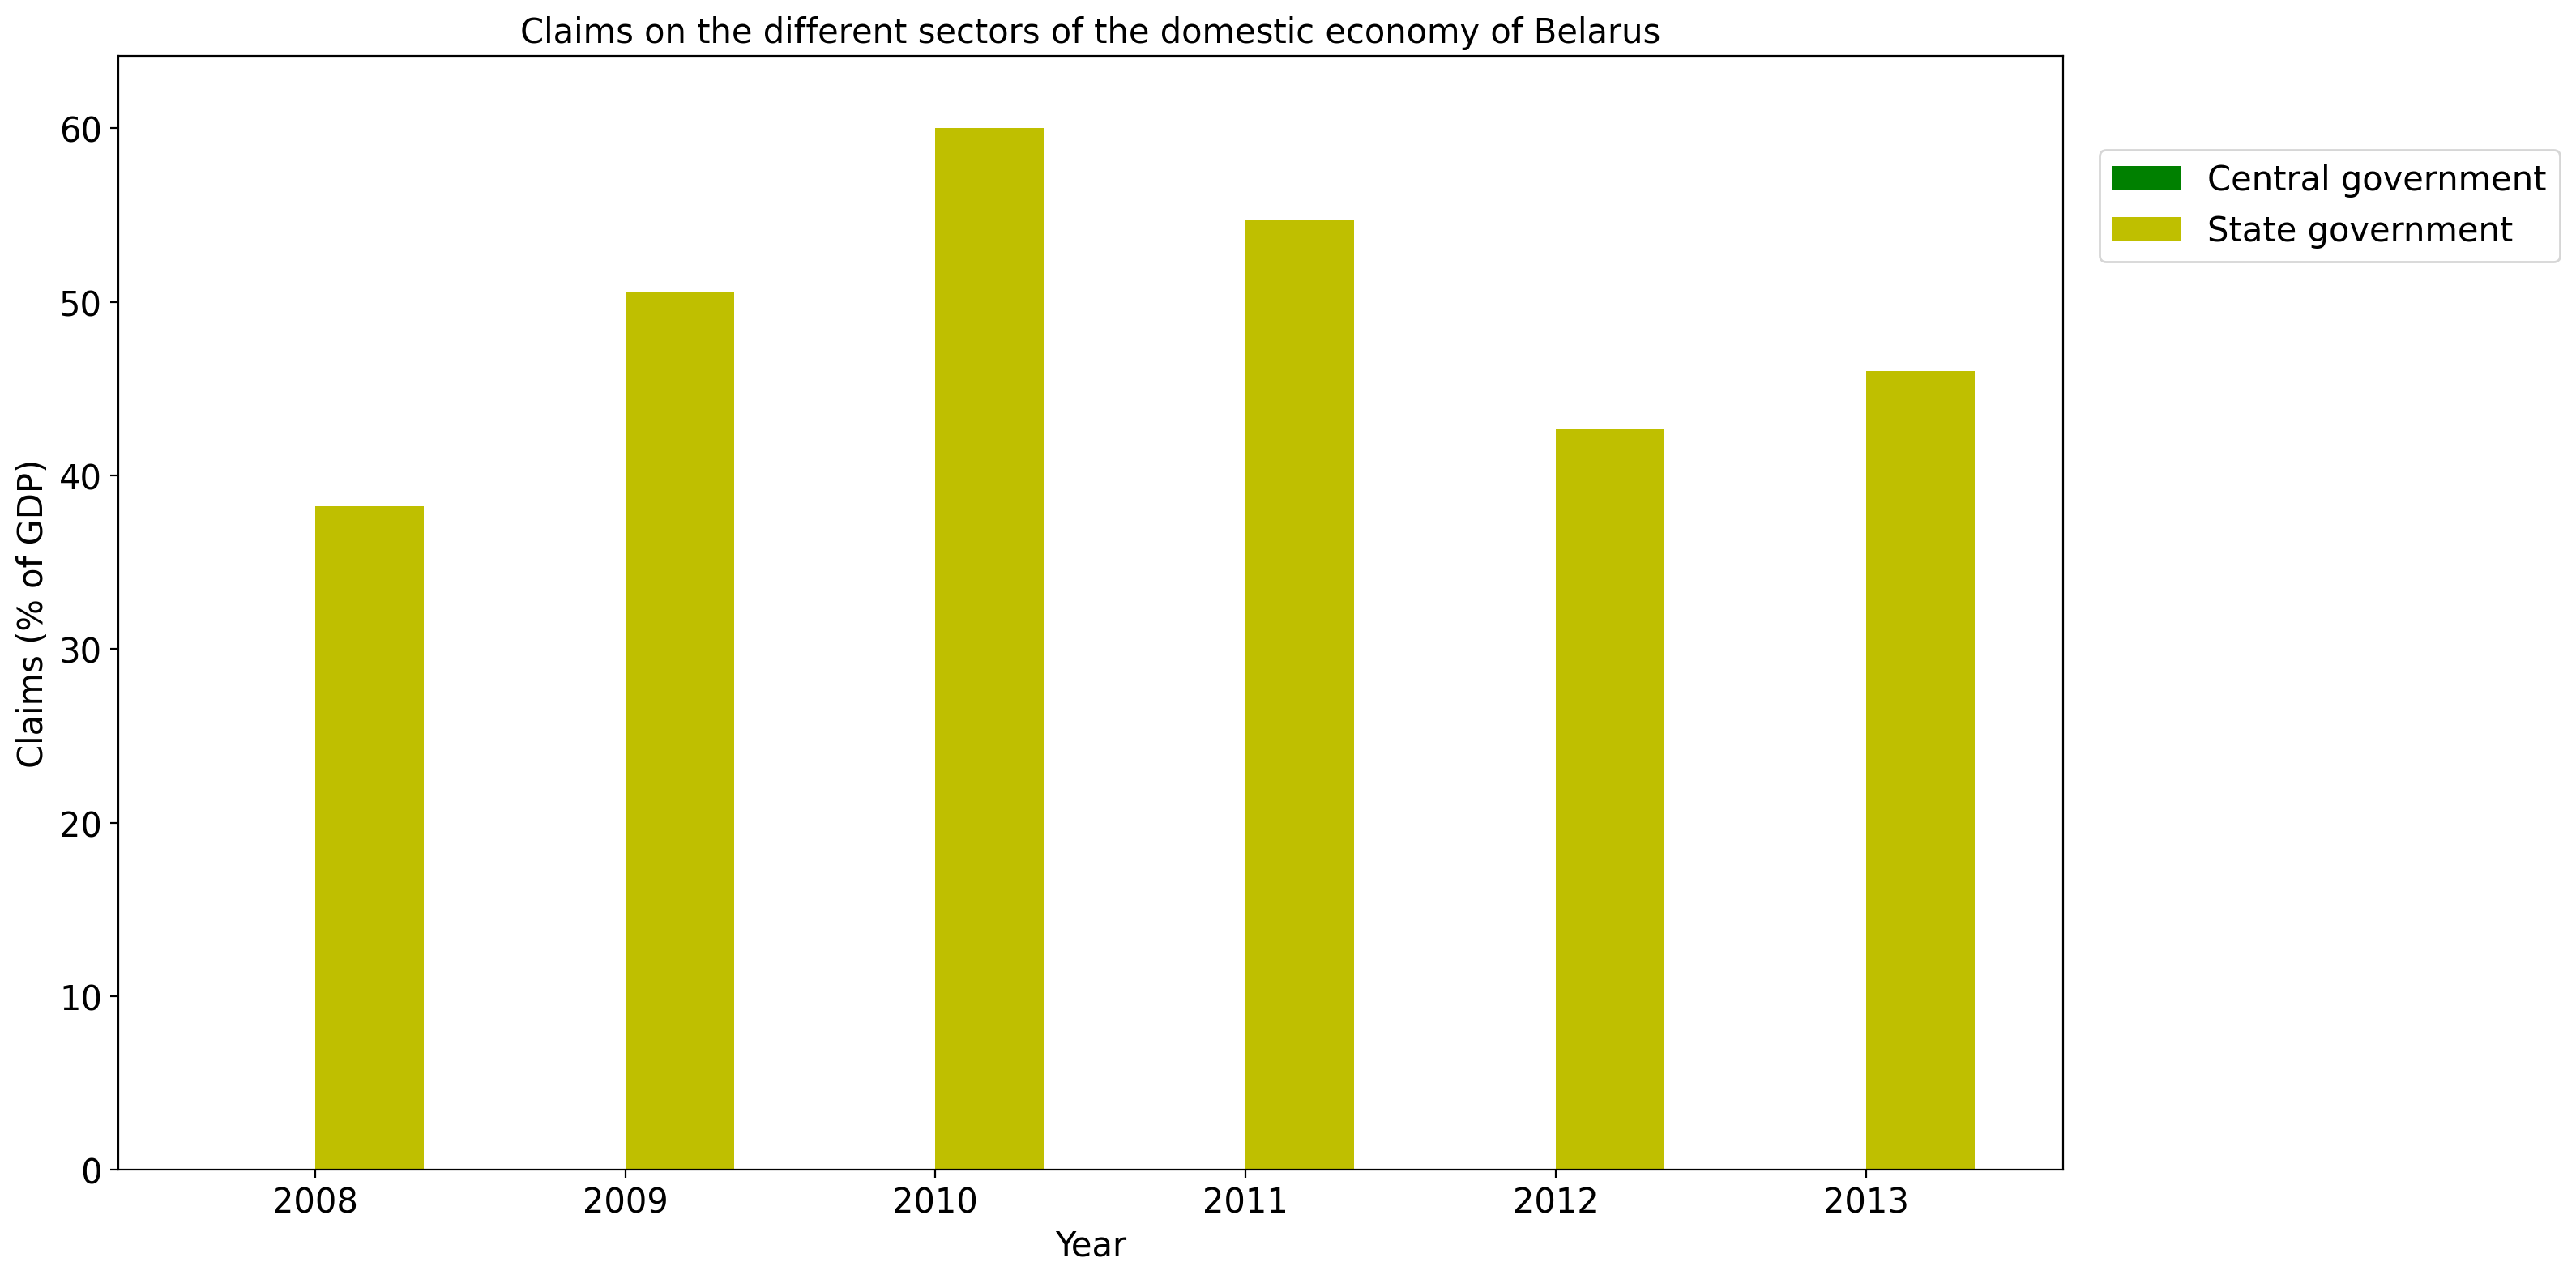 Claims on the different sectors of the domestic economy of Belarus
60
50
40
30
20
10
0
Claims (% of GDP)
2008 2009 2010 2011 2012 2013
Year
Central government
State government